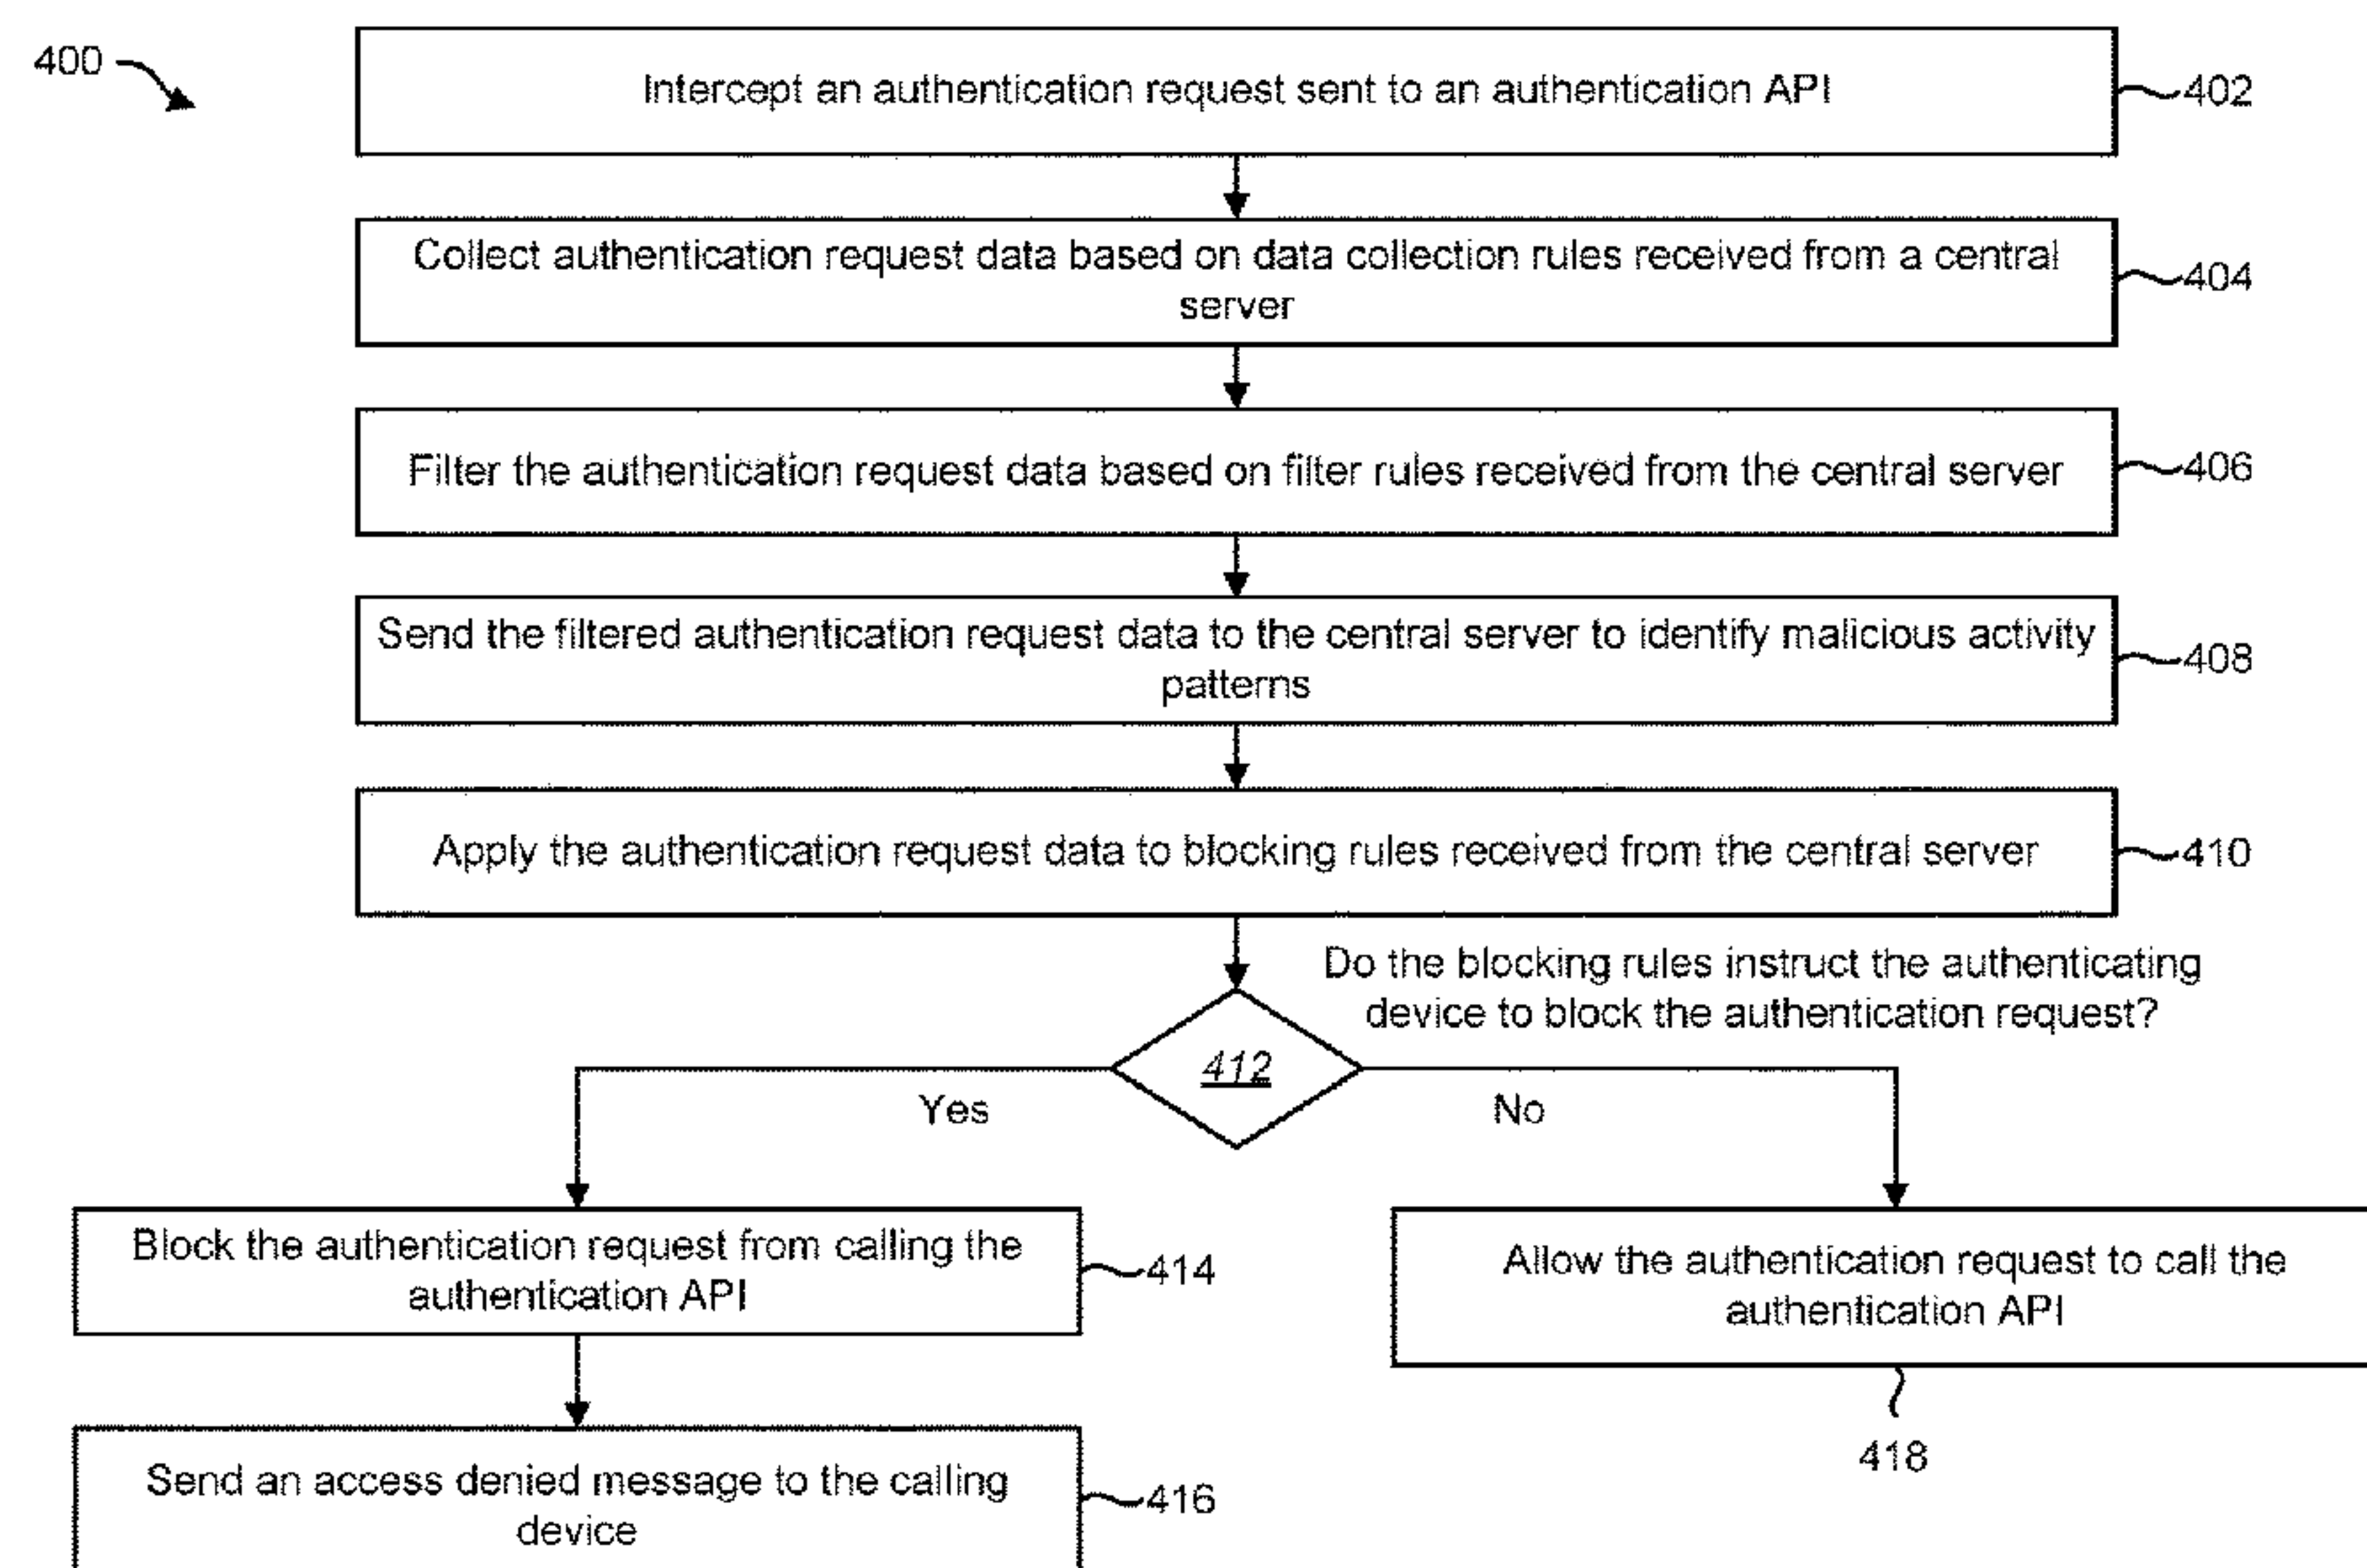 400
Intercept an authentication request sent to an authentication API
402
Collect authentication request data based on data collection rules received from a central
server
404
Filter the authentication request data based on filter rules received from the central server
406
Send the filtered authentication request data to the central server to identify malicious activity
patterns
408
Apply the authentication request data to blocking rules received from the central server
410
Do the blocking rules instruct the authenticating
device to block the authentication request?
412
Yes
No
Block the authentication request from calling the
authentication API
414
Allow the authentication request to call the
authentication API
418
Send an access denied message to the calling
device
416